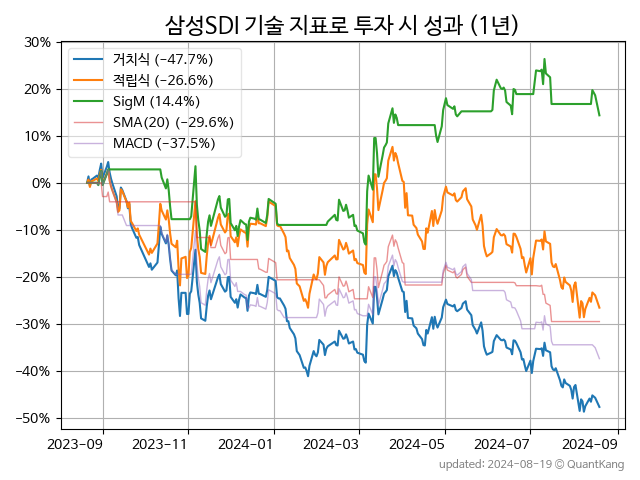 삼성SDI 기술 지표로 투자 시 성과 (1년)
30%
20%
10%
0%
−10%
−20%
−30%
−40%
−50%
거치식 (−47.7%)
적립식 (−26.6%)
SigM (14.4%)
SMA(20) (−29.6%)
MACD (−37.5%)
2023-09 2023-11 2024-01 2024-03 2024-05 2024-07 2024-09
updated: 2024-08-19 © QuantKang